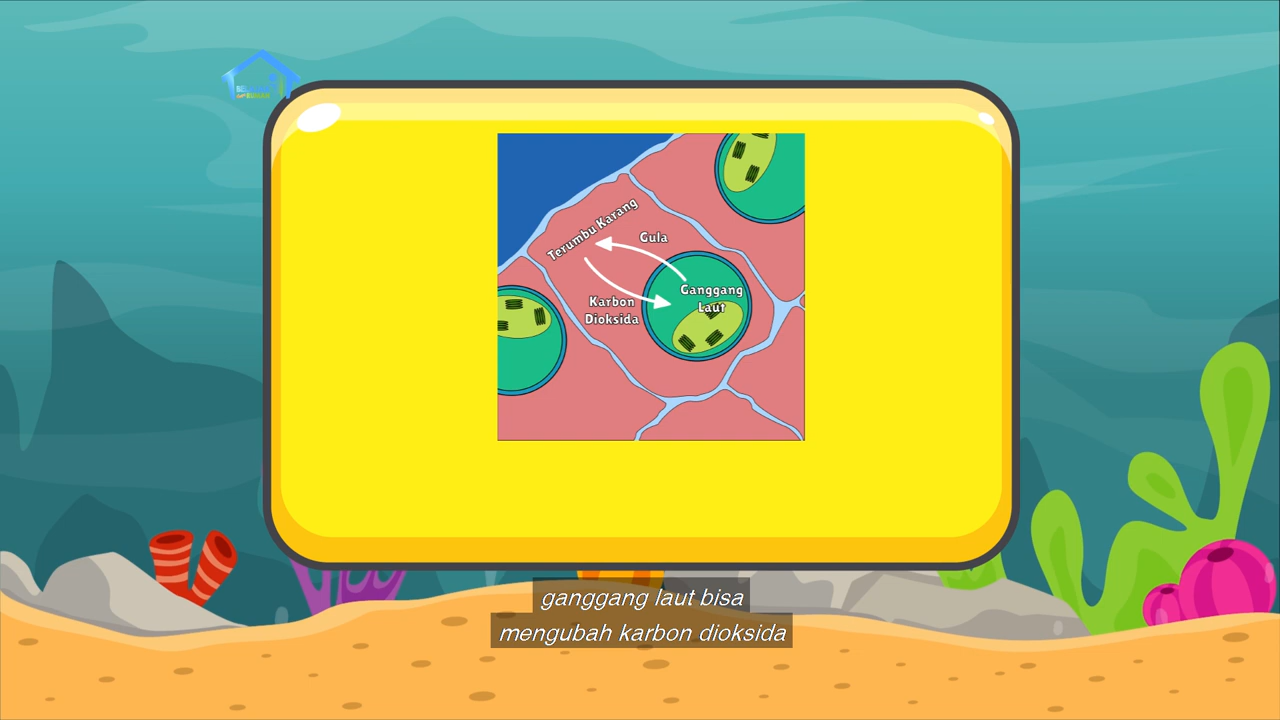 Terumbu Karang
Gula
Karbon
Dioksida
Ganggang
Laut
ganggang laut bisa
mengubah karbon dioksida